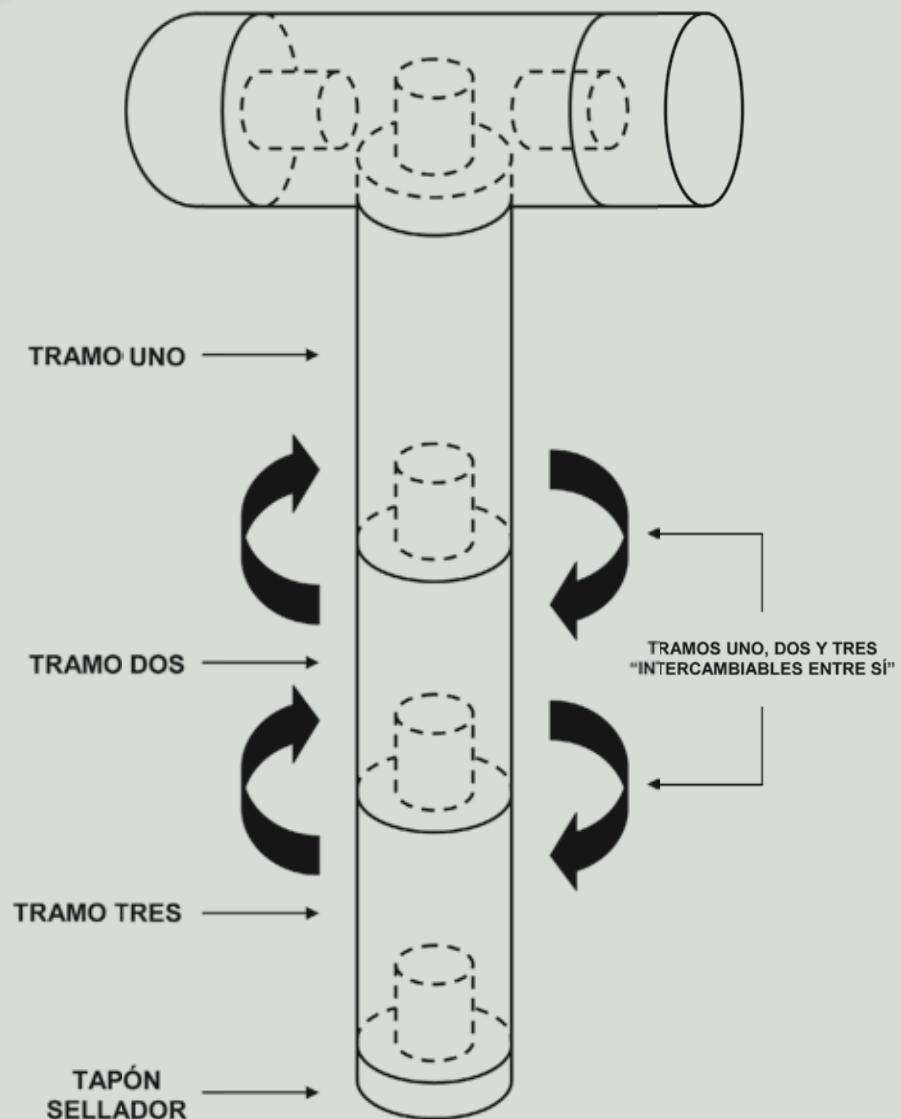 TRAMO UNO
TRAMO DOS
TRAMOS UNO, DOS Y TRES
“INTERCAMBIABLES ENTRE SÍ”
TRAMO TRES
TAPÓN
SELLADOR